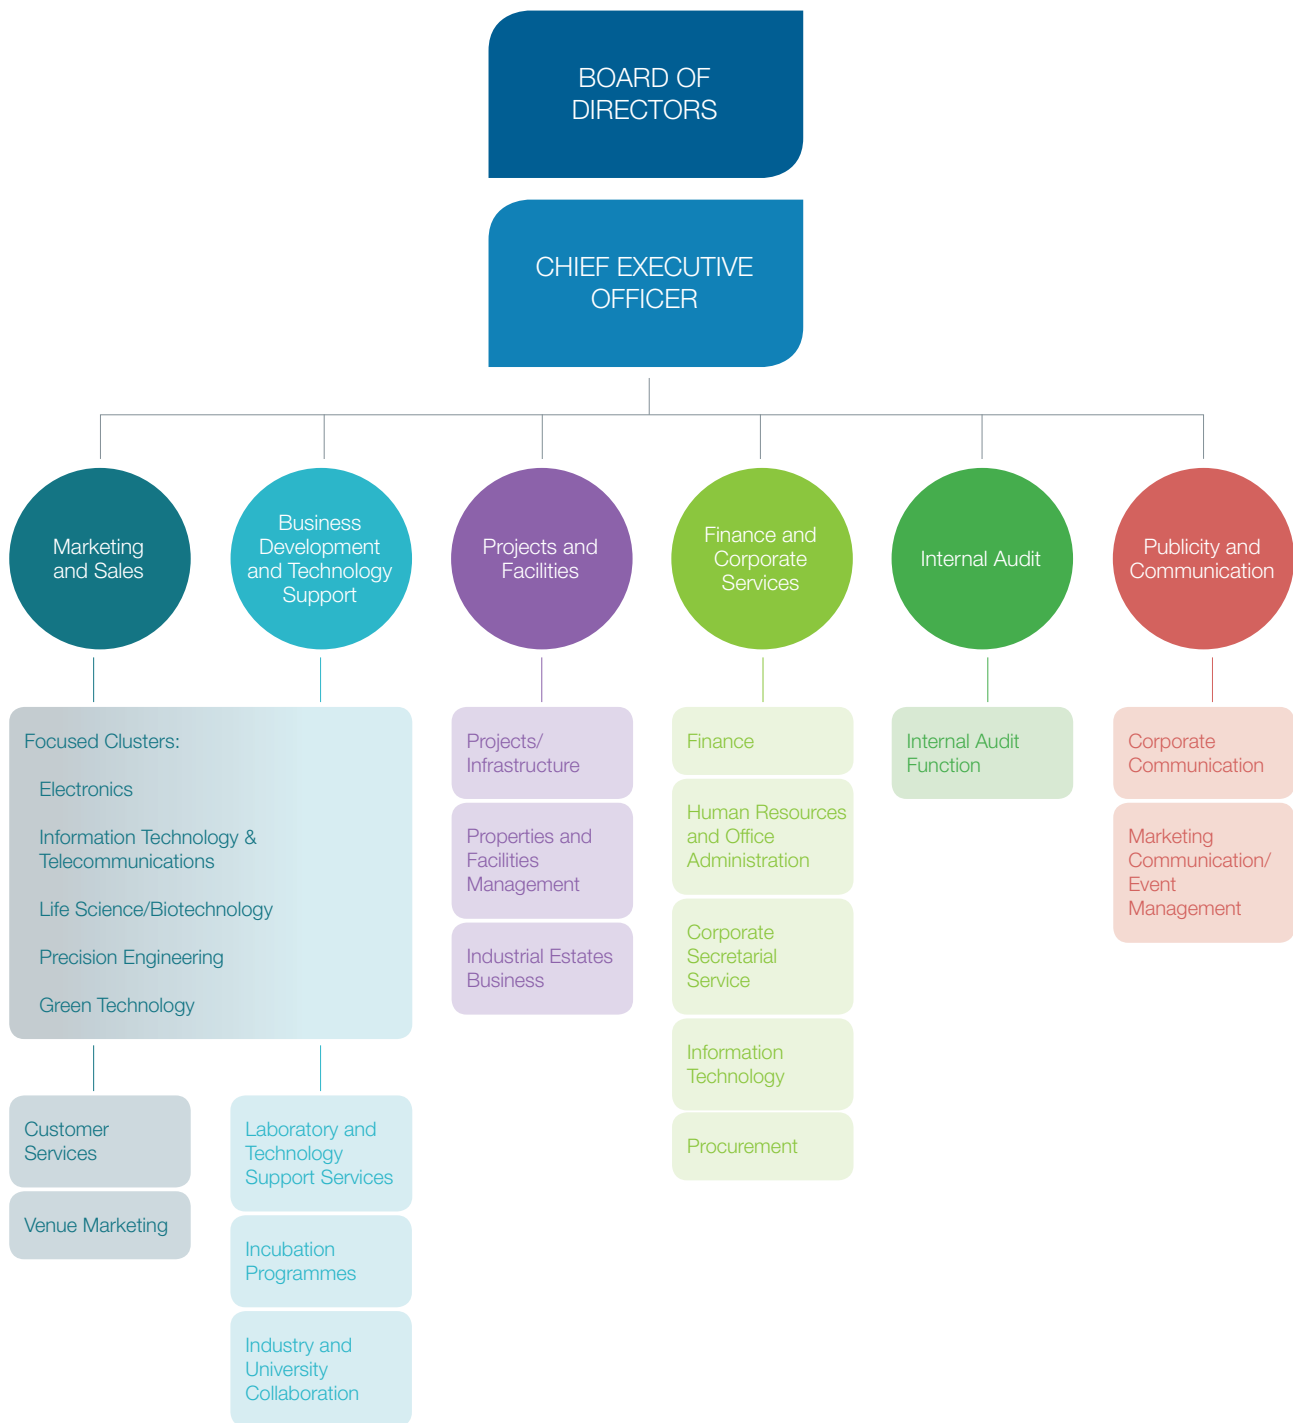 BOARD OF
DIRECTORS
CHIEF EXECUTIVE
OFFICER
Marketing
and Sales
Business
Development
and Technology
Support
Projects and
Facilities
Finance and
Corporate
Services
Internal Audit
Publicity and
Communication
Focused Clusters:
Electronics
Information Technology &
Telecommunications
Life Science/Biotechnology
Precision Engineering
Green Technology
Customer
Services
Venue Marketing
Laboratory and
Technology
Support Services
Incubation
Programmes
Industry and
University
Collaboration
Projects/
Infrastructure
Properties and
Facilities
Management
Industrial Estates
Business
Finance
Human Resources
and Office
Administration
Corporate
Secretarial
Service
Information
Technology
Procurement
Internal Audit
Function
Corporate
Communication
Marketing
Communication/
Event
Management